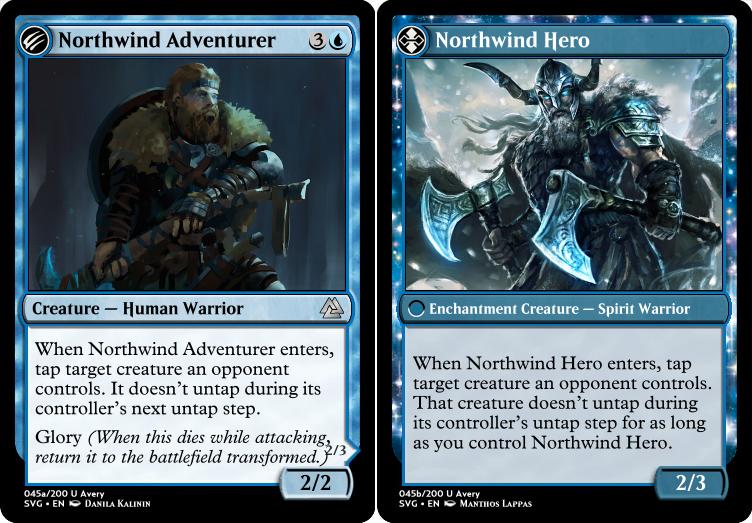 Northwind Adventurer 3
When Northwind Adventurer enters,
tap target creature an opponent
controls. It doesn't untap during its
controller's next untap step.
Glory (When this dies while attacking,
return it to the battlefield transformed.)
2/3
Creature — Human Warrior
2/2
045a/200 U Avery
SVG • EN Danila Kalinin
Northwind Hero
Enchantment Creature — Spirit Warrior
When Northwind Hero enters, tap
target creature an opponent controls.
That creature doesn't untap during
its controller's untap step for as long
as you control Northwind Hero.
2/3
045b/200 U Avery
SVG • EN Manthos Lappas